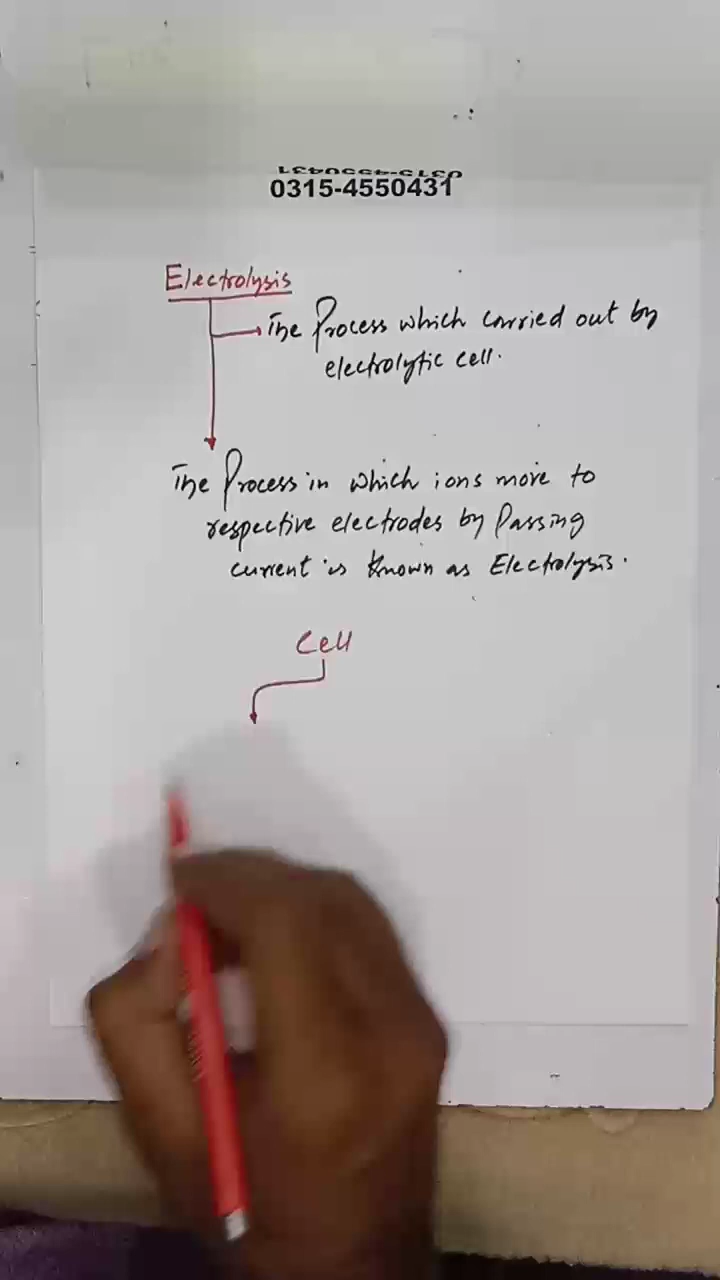 0315-4550431
Electrolysis
The Process which carried out by
electrolytic cell.
The Process in which ions move to
respective electrodes by Passing
current is known as Electrolysis.
Cell